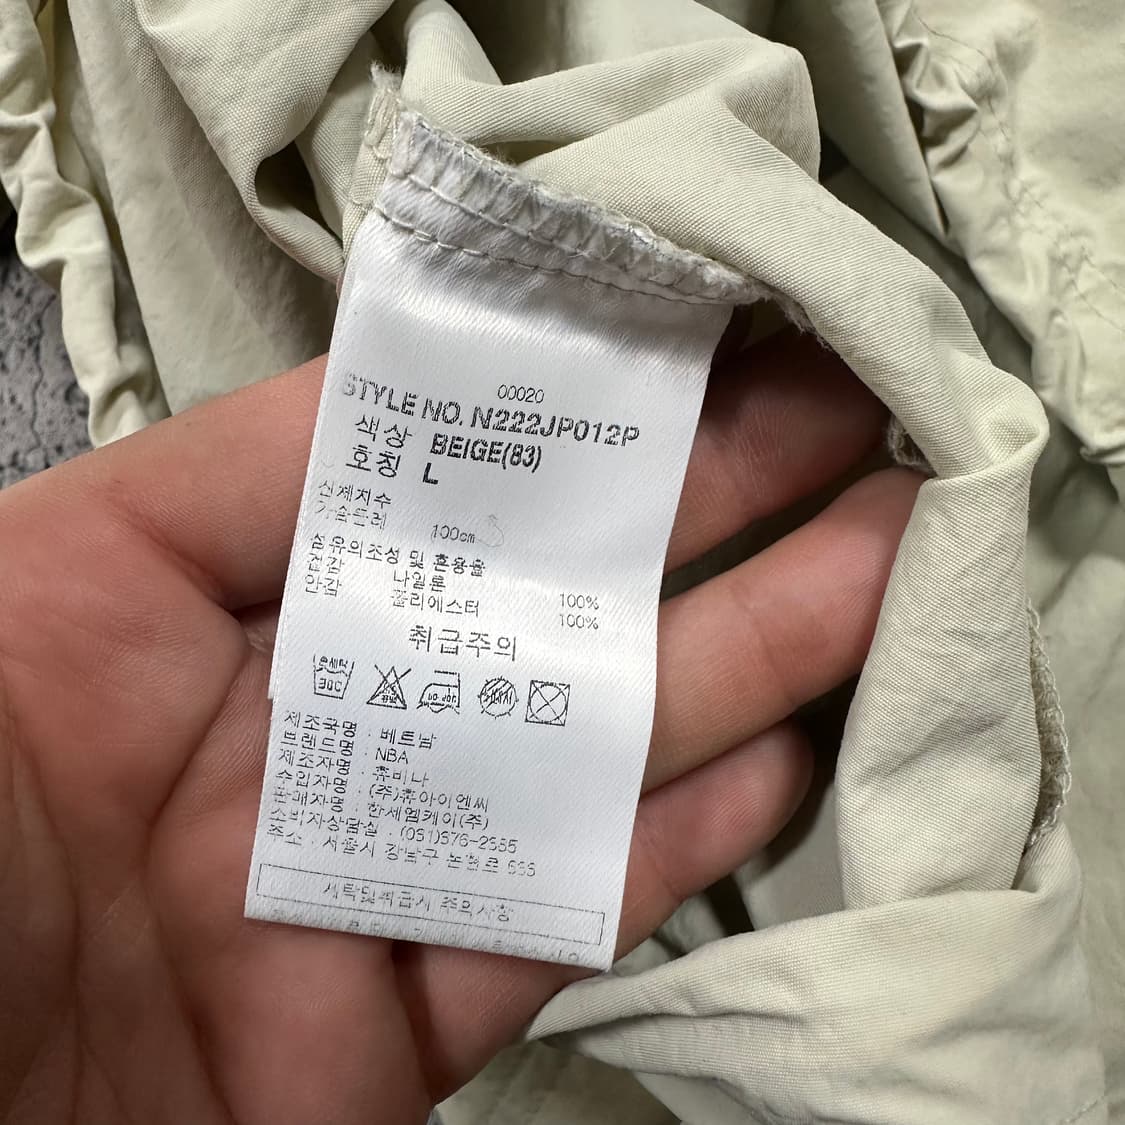 00020
STYLE NO. N222JP012P
색상 BEIGE(83)
호칭 L
신체치수
가슴둘레 100cm
섬유의조성 및 혼용율
겉감 나일론 100%
안감 폴리에스터 100%
취급주의
제조국명 : 베트남
브랜드명 : NBA
제조자명 : 휴비나
수입자명 : (주)휴아이엔씨
판매자명 : 한세엠케이(주)
소비자상담실 :
주소 : 서울시 강남구 논현로
세탁및취급시 주의사항